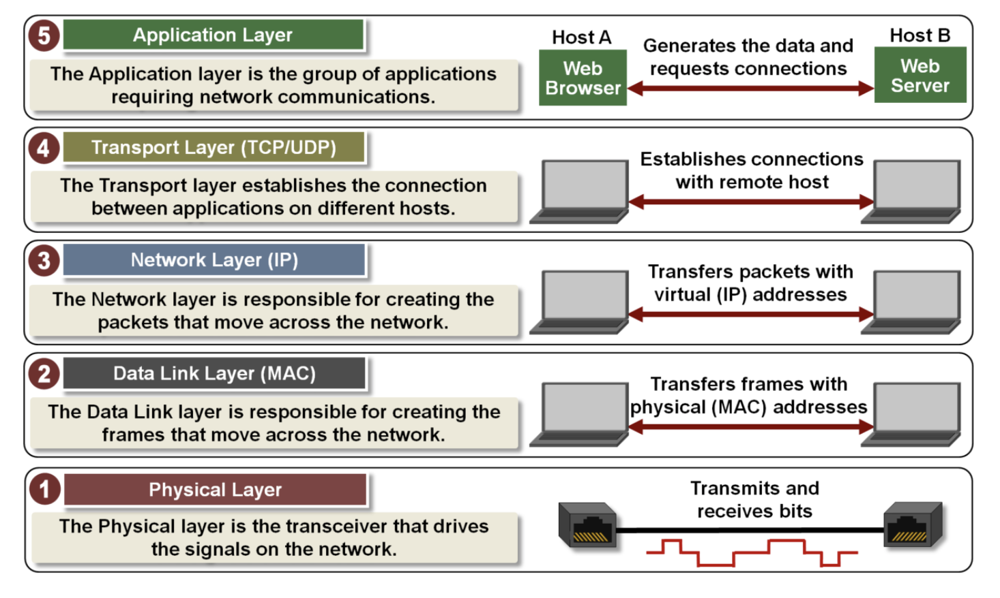 5
Application Layer
The Application layer is the group of applications
requiring network communications.
Host A
Web
Browser
Generates the data and
requests connections
Host B
Web
Server
4
Transport Layer (TCP/UDP)
The Transport layer establishes the connection
between applications on different hosts.
Establishes connections
with remote host
3
Network Layer (IP)
The Network layer is responsible for creating the
packets that move across the network.
Transfers packets with
virtual (IP) addresses
2
Data Link Layer (MAC)
The Data Link layer is responsible for creating the
frames that move across the network.
Transfers frames with
physical (MAC) addresses
1
Physical Layer
The Physical layer is the transceiver that drives
the signals on the network.
Transmits and
receives bits